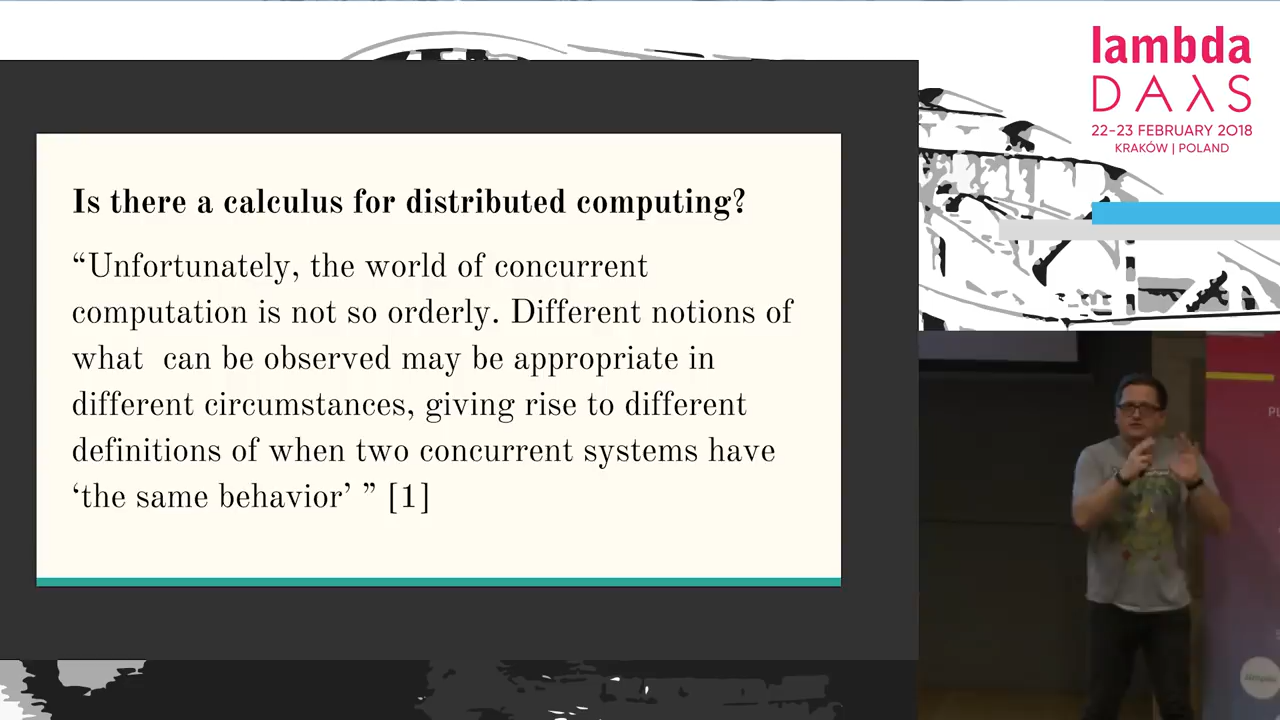 lambda
DAλS
22-23 FEBRUARY 2018
KRAKÓW | POLAND
Is there a calculus for distributed computing?
“Unfortunately, the world of concurrent
computation is not so orderly. Different notions of
what can be observed may be appropriate in
different circumstances, giving rise to different
definitions of when two concurrent systems have
‘the same behavior’ ” [1]